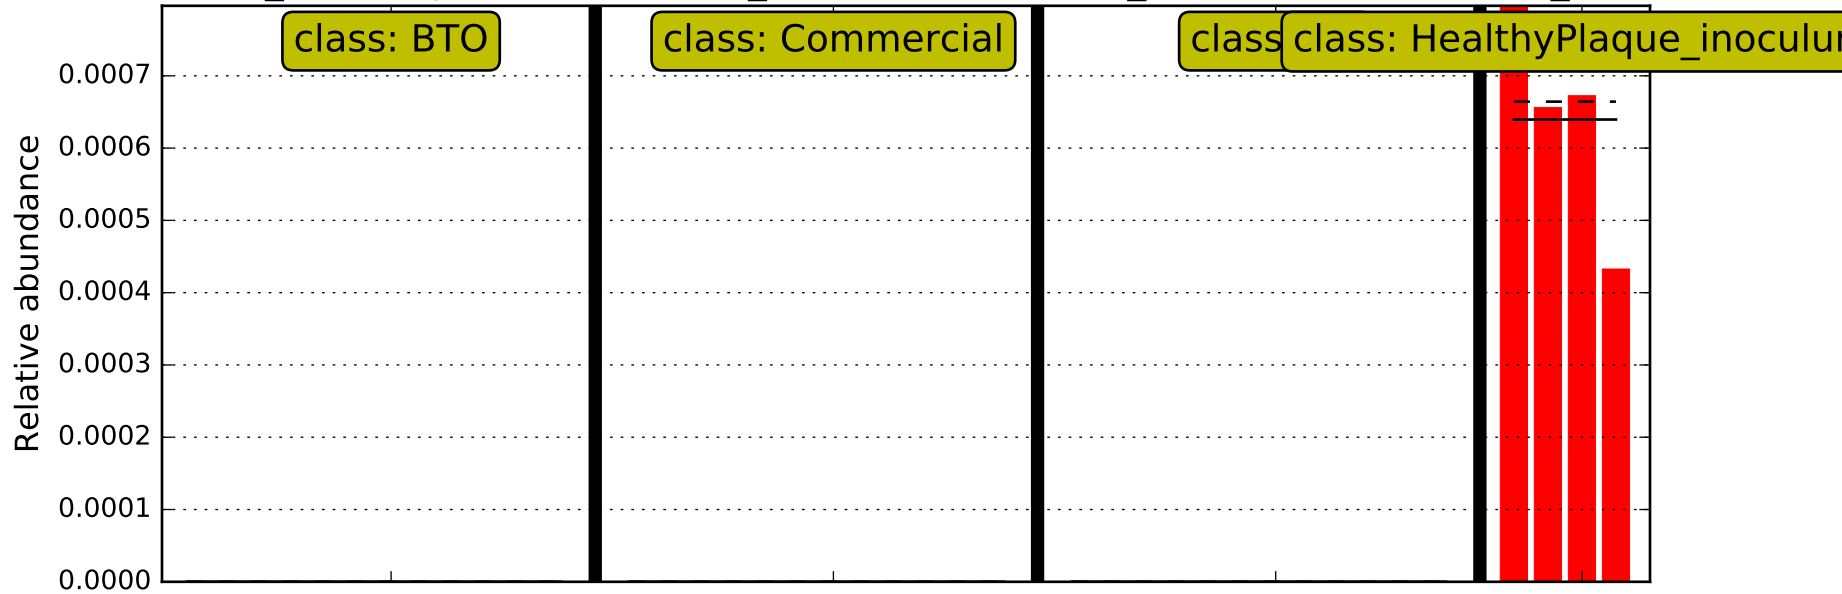 class: BTO
class: Commercial
class
class: HealthyPlaque_inoculu
0.0007
0.0006
0.0005
0.0004
0.0003
0.0002
0.0001
0.0000
Relative abundance